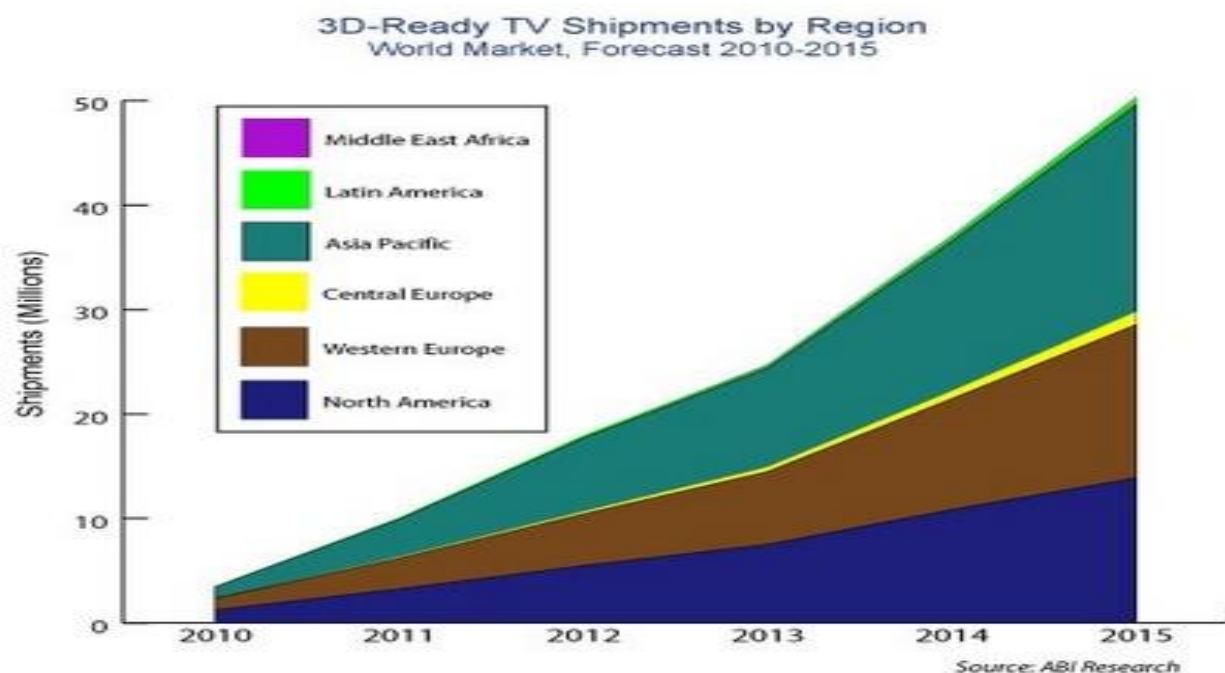 3D-Ready TV Shipments by Region
World Market, Forecast 2010-2015
Shipments (Millions)
50
40
30
20
10
0
Middle East Africa
Latin America
Asia Pacific
Central Europe
Western Europe
North America
2010 2011 2012 2013 2014 2015
Source: ABI Research